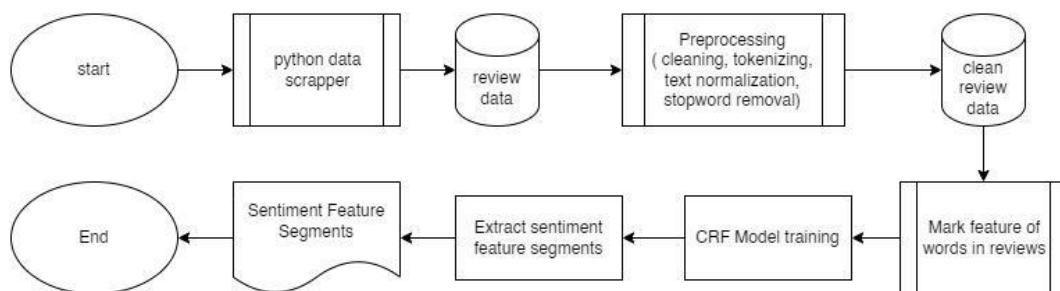 start
python data
scrapper
review
data
Preprocessing
( cleaning, tokenizing,
text normalization,
stopword removal)
clean
review
data
Mark feature of
words in reviews
CRF Model training
Extract sentiment
feature segments
Sentiment Feature
Segments
End